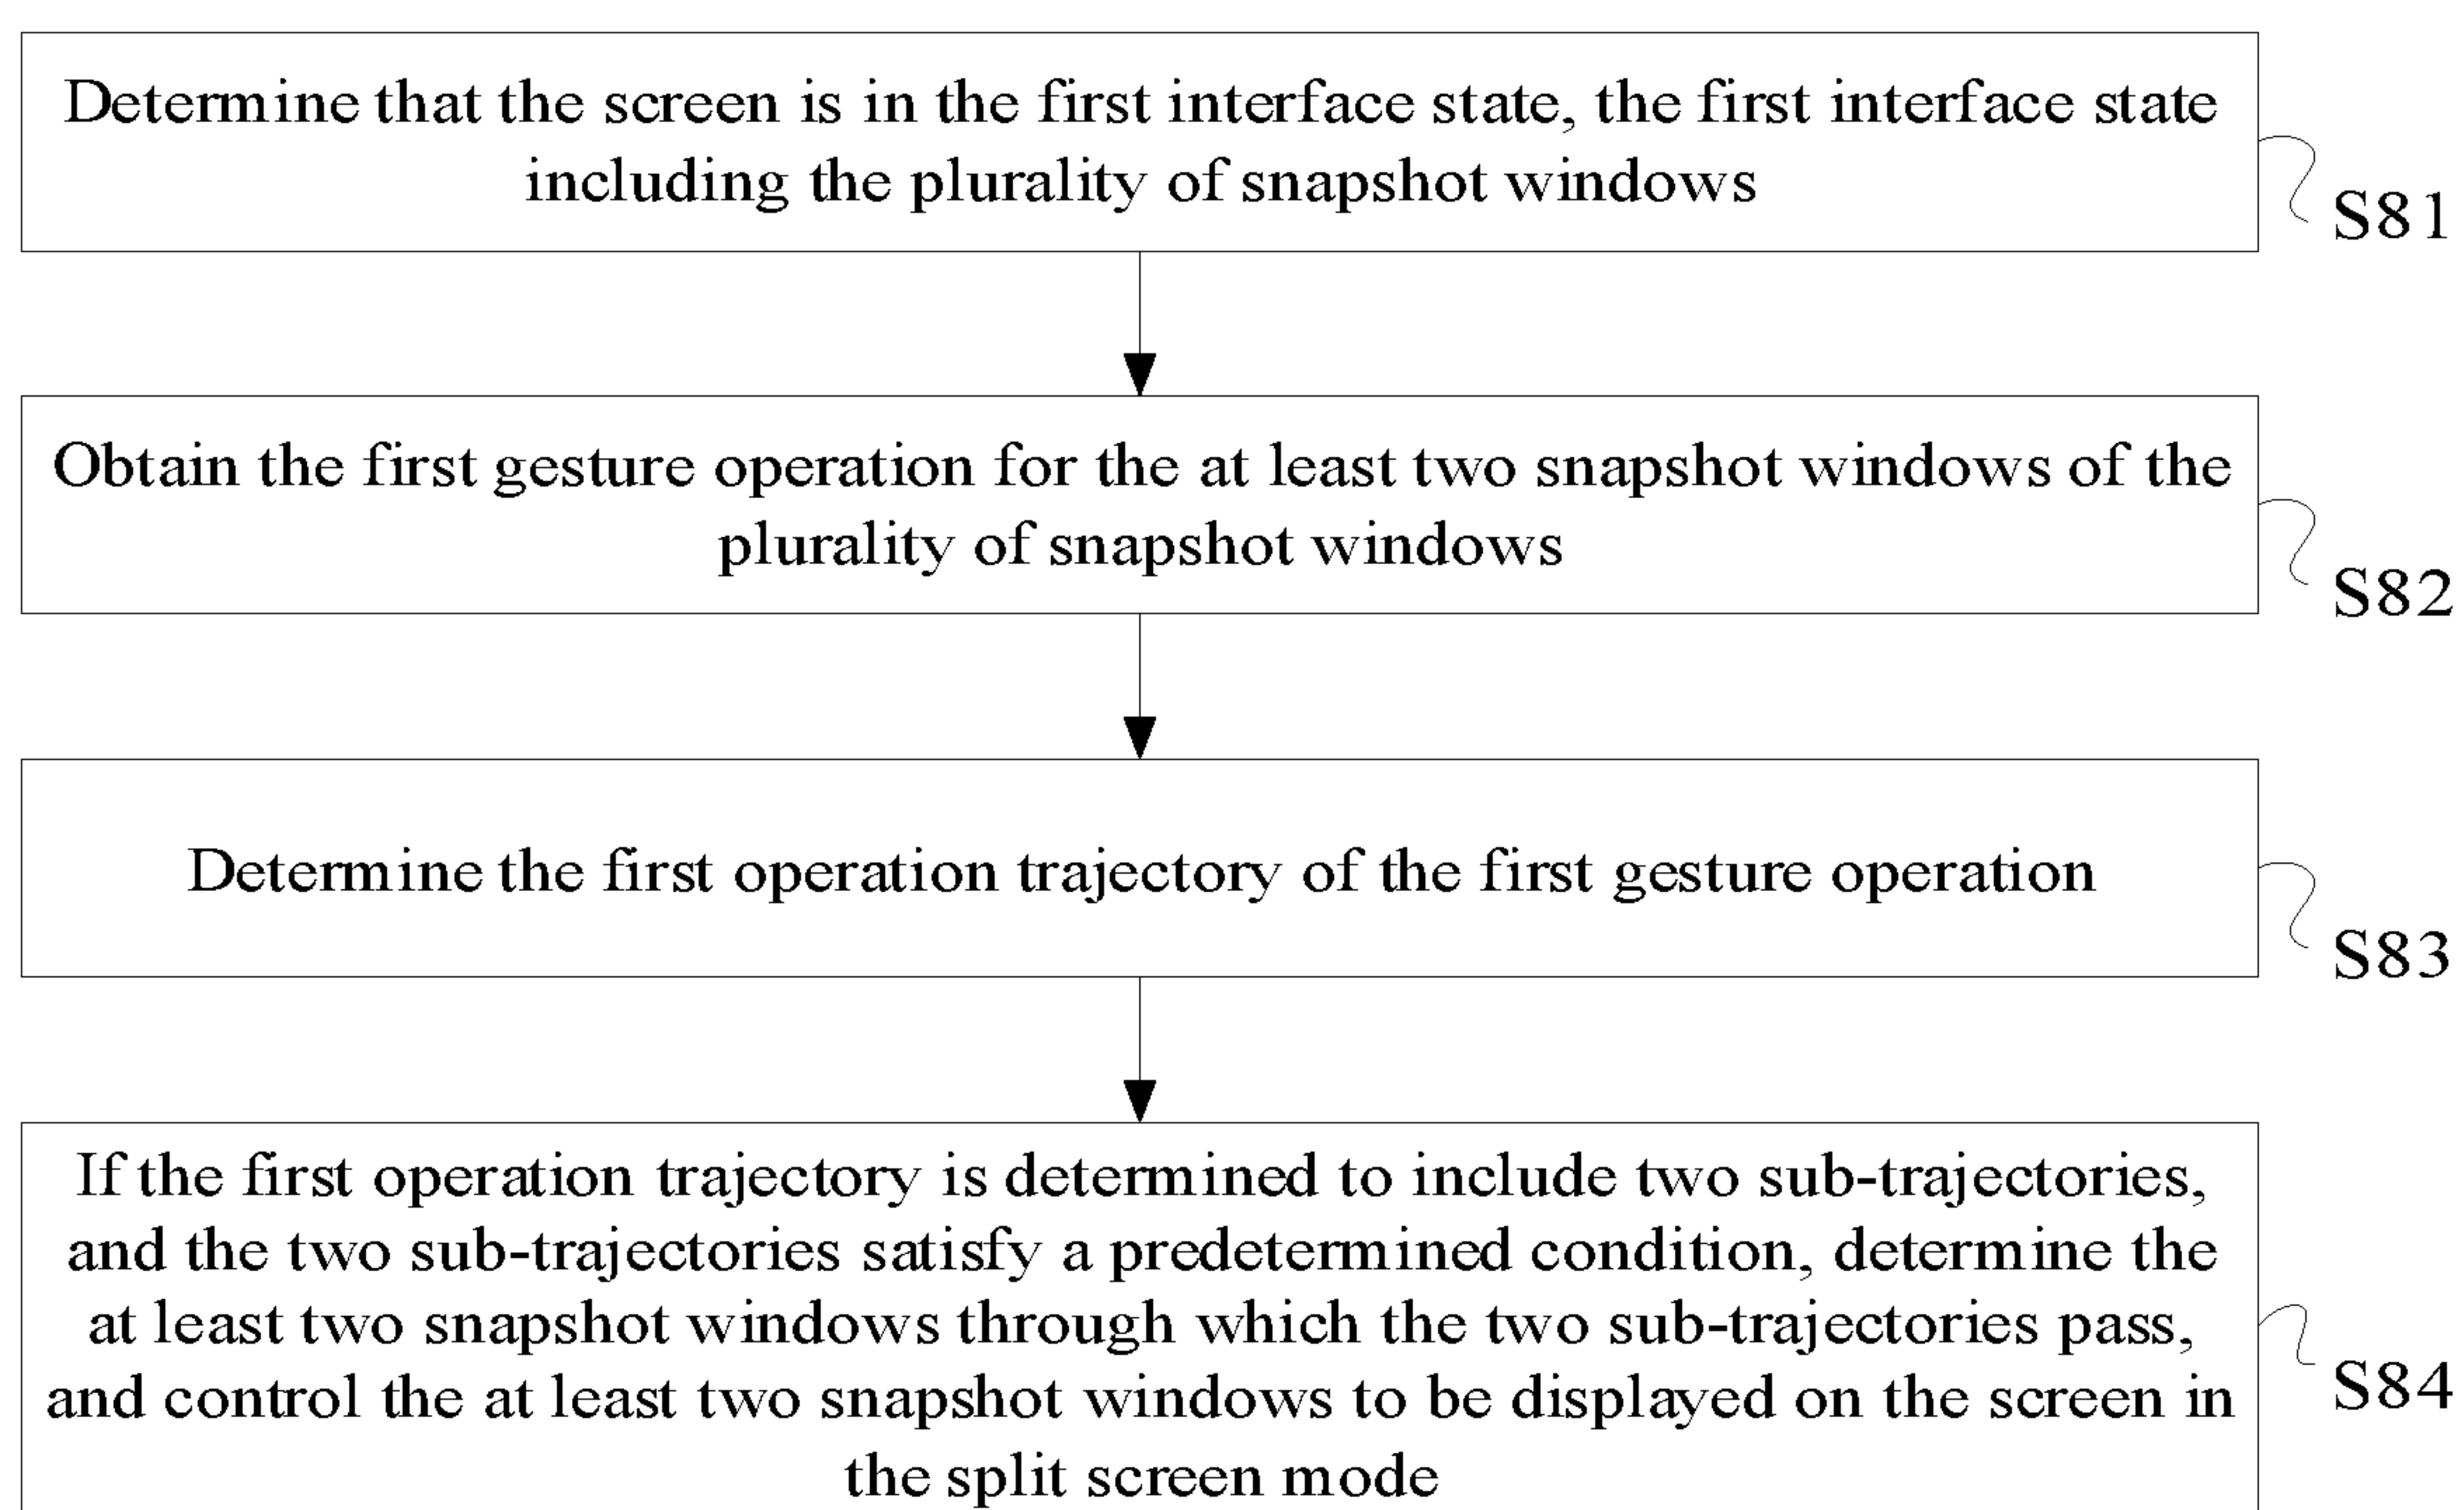 Determine that the screen is in the first interface state, the first interface state
including the plurality of snapshot windows
S81
Obtain the first gesture operation for the at least two snapshot windows of the
plurality of snapshot windows
S82
Determine the first operation trajectory of the first gesture operation
S83
If the first operation trajectory is determined to include two sub-trajectories,
and the two sub-trajectories satisfy a predetermined condition, determine the
at least two snapshot windows through which the two sub-trajectories pass,
and control the at least two snapshot windows to be displayed on the screen in
the split screen mode
S84